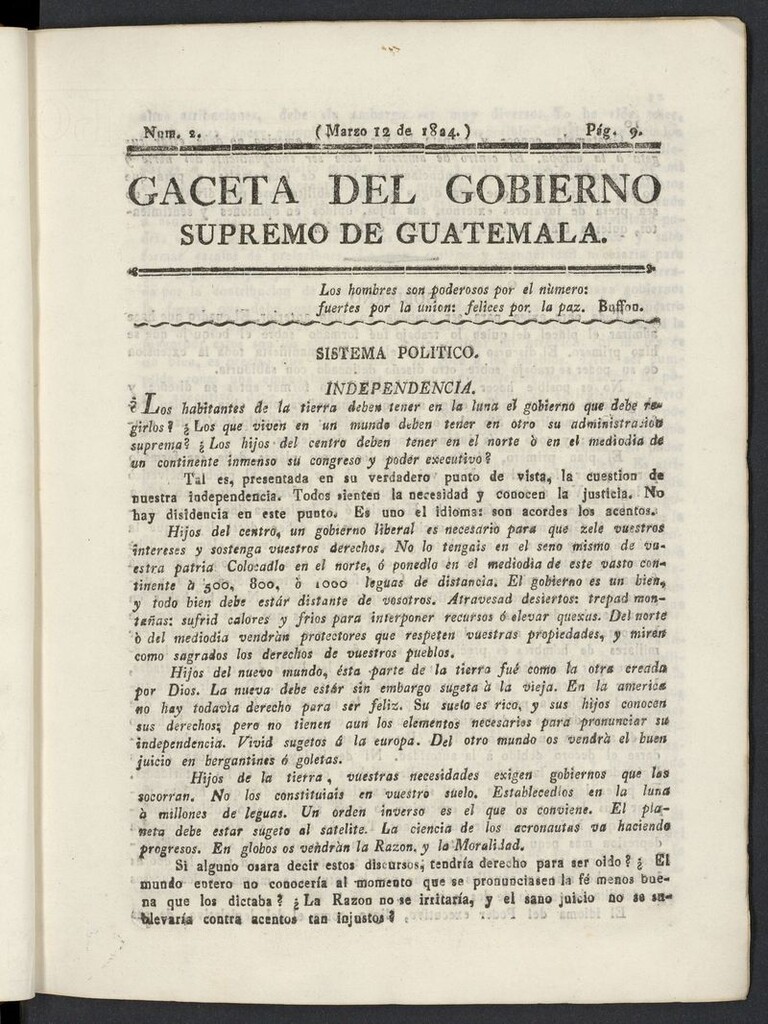 Num. 2. (Marzo 12 de 1824.) Pág. 9.
GACETA DEL GOBIERNO
SUPREMO DE GUATEMALA.
Los hombres son poderosos por el número:
fuertes por la union: felices por la paz. Buffon.
SISTEMA POLITICO.
INDEPENDENCIA.
¿Los habitantes de la tierra deben tener en la luna el gobierno que debe re-
girlos? ¿Los que viven en un mundo deben tener en otro su administracion
suprema? ¿Los hijos del centro deben tener en el norte ò en el mediodia de
un continente inmenso su congreso y poder executivo?
Tal es, presentada en su verdadero punto de vista, la cuestion de
nuestra independencia. Todos sienten la necesidad y conocen la justicia. No
hay disidencia en este punto. Es uno el idioma: son acordes los acentos.
Hijos del centro, un gobierno liberal es necesario para que zele vuestros
intereses y sostenga vuestros derechos. No lo tengais en el seno mismo de vu-
estra patria Colocadlo en el norte, ó ponedlo en el mediodia de este vasto con-
tinente à 500, 800, ò 1000 leguas de distancia. El gobierno es un bien,
y todo bien debe estár distante de vosotros. Atravesad desiertos: trepad mon-
tañas: sufrid calores y frios para interponer recursos ó elevar quexas. Del norte
ò del mediodia vendràn protectores que respeten vuestras propiedades, y miren
como sagrados los derechos de vuestros pueblos.
Hijos del nuevo mundo, ésta parte de la tierra fué como la otra creada
por Dios. La nueva debe estár sin embargo sugeta à la vieja. En la america
no hay todavia derecho para ser feliz. Su suelo es rico, y sus hijos conocen
sus derechos; pero no tienen aun los elementos necesarios para pronunciar su
independencia. Vivid sugetos á la europa. Del otro mundo os vendrà el buen
juicio en bergantines ó goletas.
Hijos de la tierra, vuestras necesidades exigen gobiernos que las
socorran. No los constituiais en vuestro suelo. Establecedlos en la luna
à millones de leguas. Un orden inverso es el que os conviene. El pla-
neta debe estar sugeto al satelite. La ciencia de los aeronautas va haciendo
progresos. En globos os vendràn la Razon, y la Moralidad.
Si alguno osara decir estos discursos, tendría derecho para ser oido? ¿El
mundo entero no conocería al momento que se pronunciasen la fé menos bue-
na que los dictaba? ¿La Razon no se irritaría, y el sano juicio no se su-
blevaría contra acentos tan injustos?